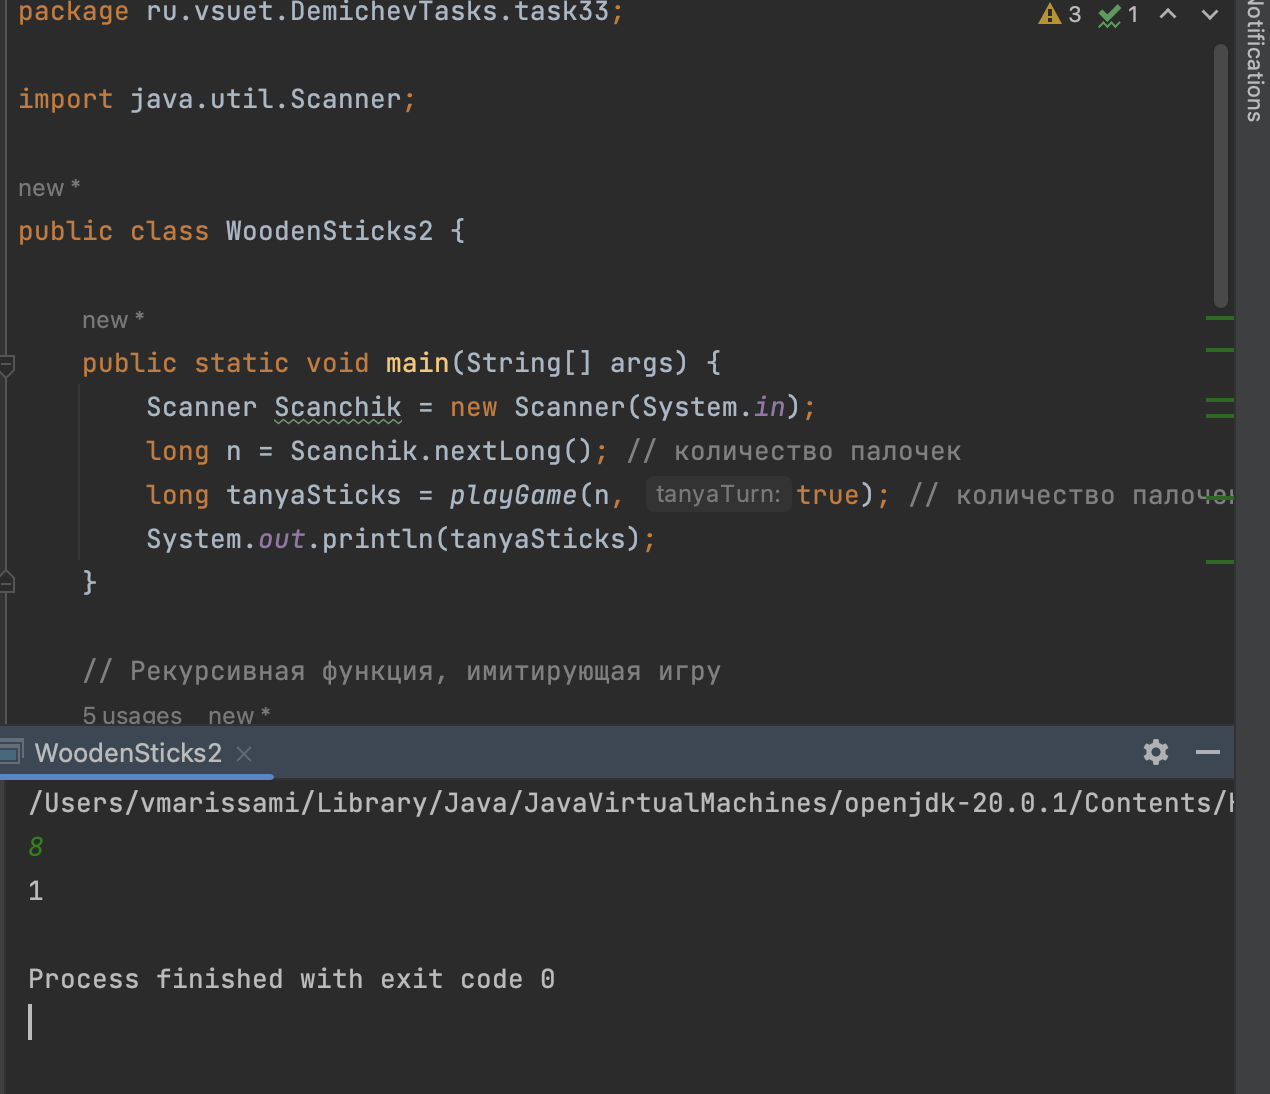 package ru.vsuet.DemichevTasks.task33;
3 1
Notifications
import java.util.Scanner;
new *
public class WoodenSticks2 {
new *
public static void main(String[] args) {
Scanner Scanchik = new Scanner(System.in);
long n = Scanchik.nextLong(); // количество палочек
long tanyaSticks = playGame(n, tanyaTurn: true); // количество
System.out.println(tanyaSticks);
}
// Рекурсивная функция, имитирующая игру
5 usages new *
WoodenSticks2
/Users/vmarissami/Library/Java/JavaVirtualMachines/openjdk-20.0.1/Contents/
8
1
Process finished with exit code 0